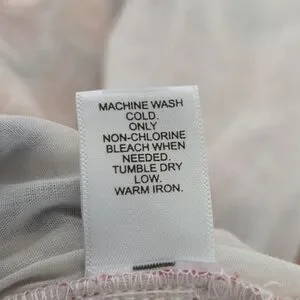 MACHINE WASH
COLD.
ONLY
NON-CHLORINE
BLEACH WHEN
NEEDED.
TUMBLE DRY
LOW.
WARM IRON.